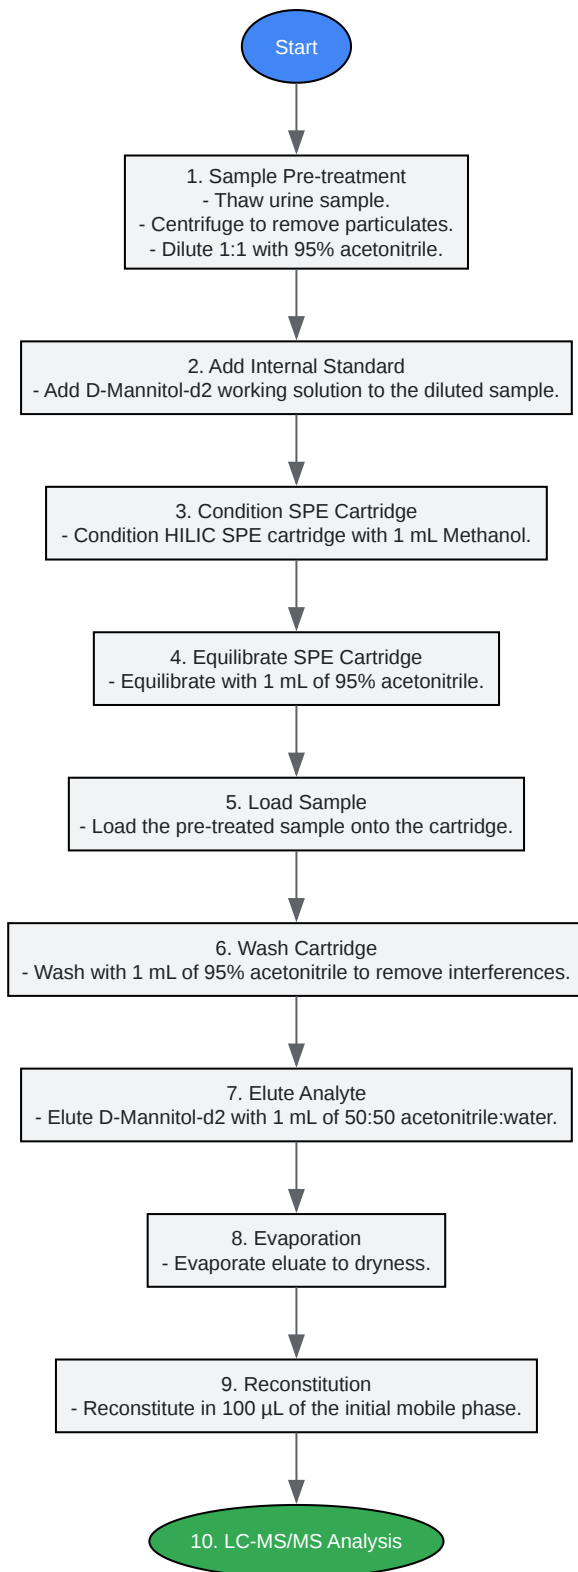 Start
1. Sample Pre-treatment
- Thaw urine sample.
- Centrifuge to remove particulates.
- Dilute 1:1 with 95% acetonitrile.
2. Add Internal Standard
- Add D-Mannitol-d2 working solution to the diluted sample.
3. Condition SPE Cartridge
- Condition HILIC SPE cartridge with 1 mL Methanol.
4. Equilibrate SPE Cartridge
- Equilibrate with 1 mL of 95% acetonitrile.
5. Load Sample
- Load the pre-treated sample onto the cartridge.
6. Wash Cartridge
- Wash with 1 mL of 95% acetonitrile to remove interferences.
7. Elute Analyte
- Elute D-Mannitol-d2 with 1 mL of 50:50 acetonitrile:water.
8. Evaporation
- Evaporate eluate to dryness.
9. Reconstitution
- Reconstitute in 100 µL of the initial mobile phase.
10. LC-MS/MS Analysis